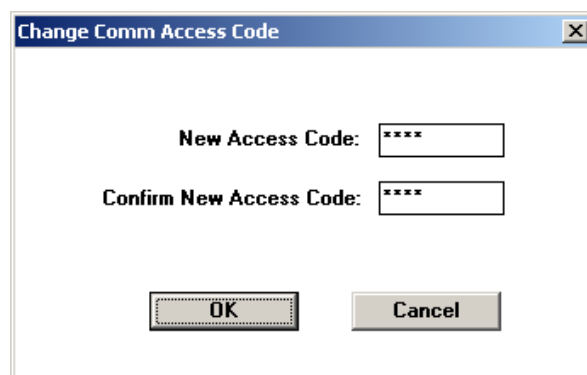 Change Comm Access Code
New Access Code: ****
Confirm New Access Code: ****
OK Cancel